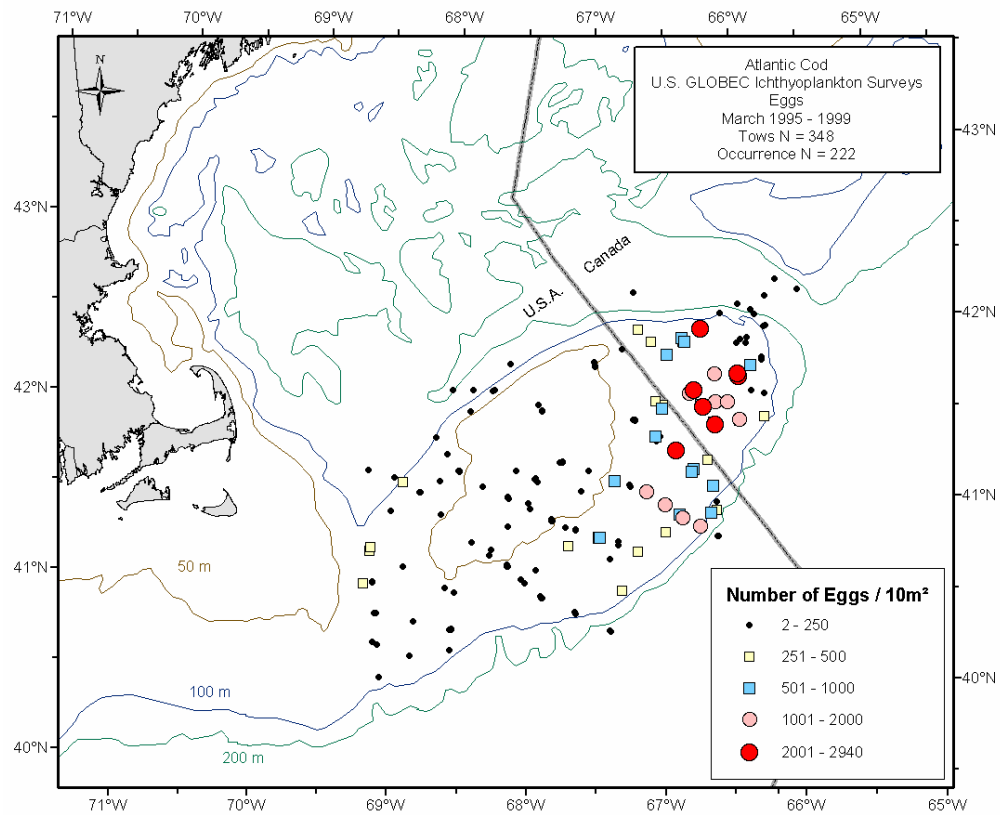 71°W 70°W 69°W 68°W 67°W 66°W 65°W
N
Atlantic Cod
U.S. GLOBEC Ichthyoplankton Surveys
Eggs
March 1995 - 1999
Tows N = 348
Occurrence N = 222
43°N
43°N
Canada
U.S.A.
42°N
42°N
41°N
41°N
50 m
100 m
200 m
40°N
40°N
Number of Eggs / 10m²
2 - 250
251 - 500
501 - 1000
1001 - 2000
2001 - 2940
71°W 70°W 69°W 68°W 67°W 66°W 65°W